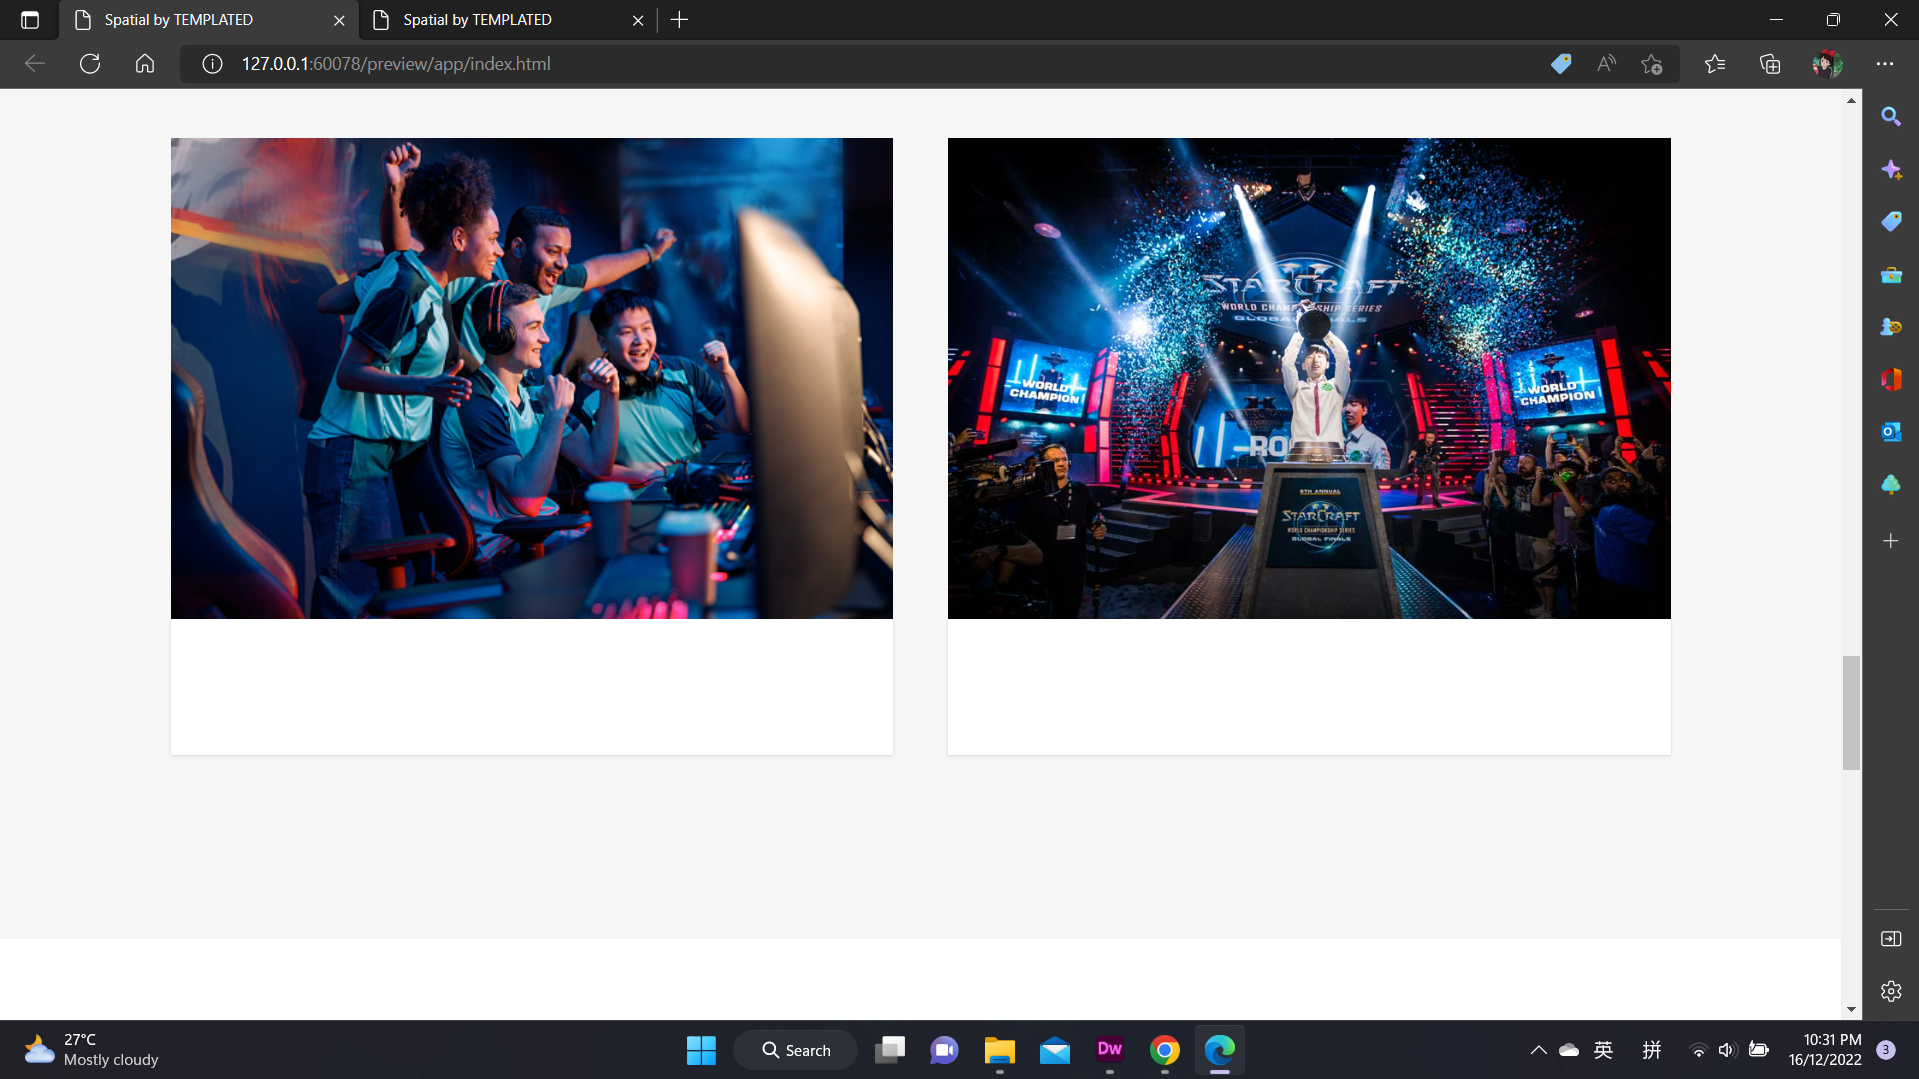 Spatial by TEMPLATED
Spatial by TEMPLATED
127.0.0.1:60078/preview/app/index.html
STARCRAFT
WORLD CHAMPIONSHIP SERIES
GLOBAL FINALS
WORLD
CHAMPION
WORLD
CHAMPION
RO
5TH ANNUAL
STARCRAFT
WORLD CHAMPIONSHIP SERIES
GLOBAL FINALS
27°C
Mostly cloudy
Search
Dw
英
拼
10:31 PM
16/12/2022
3